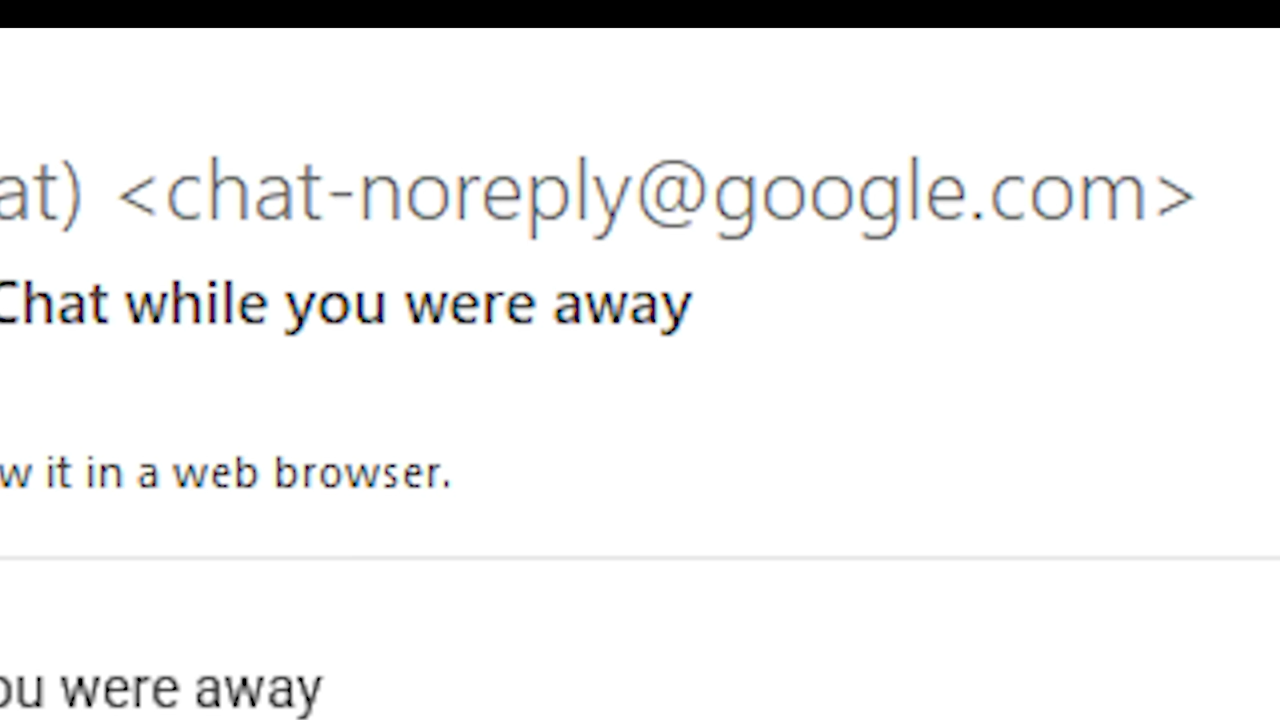 at) <chat-noreply@google.com>
Chat while you were away
w it in a web browser.
ou were away